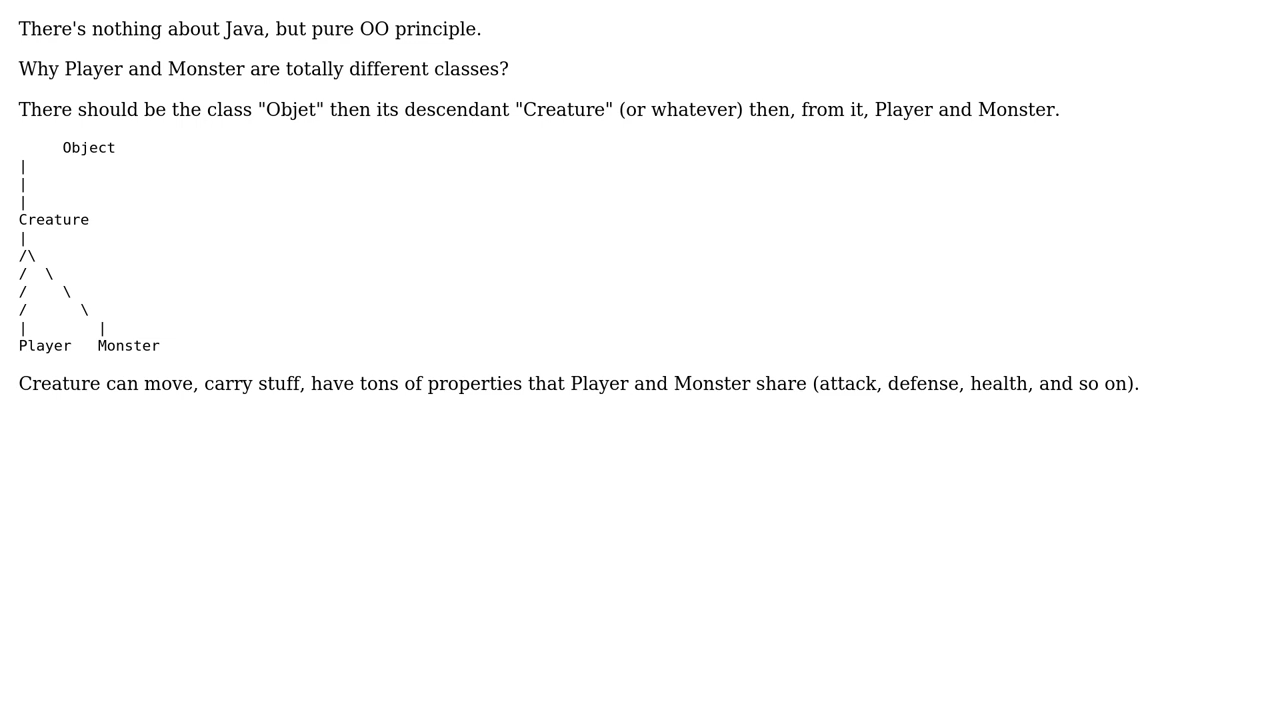 There's nothing about Java, but pure OO principle.
Why Player and Monster are totally different classes?
There should be the class "Objet" then its descendant "Creature" (or whatever) then, from it, Player and Monster.
     Object
|
|
|
Creature
|
/\
/  \
/    \
/      \
|        |
Player   Monster
Creature can move, carry stuff, have tons of properties that Player and Monster share (attack, defense, health, and so on).